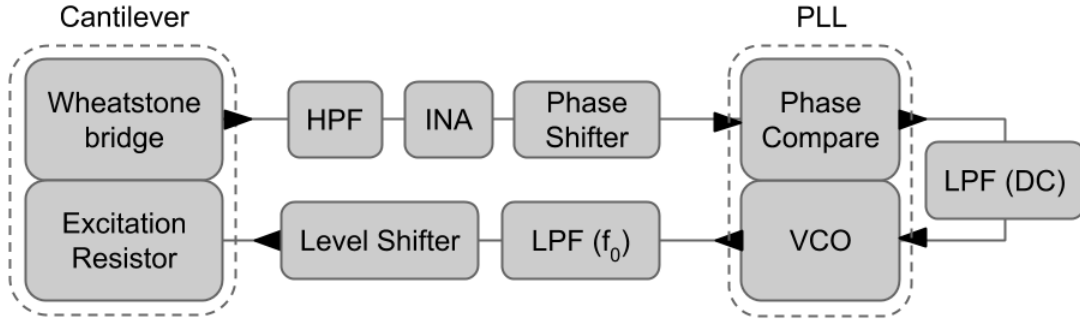 Cantilever
PLL
Wheatstone
bridge
HPF
INA
Phase
Shifter
Phase
Compare
LPF (DC)
Excitation
Resistor
Level Shifter
LPF (f₀)
VCO